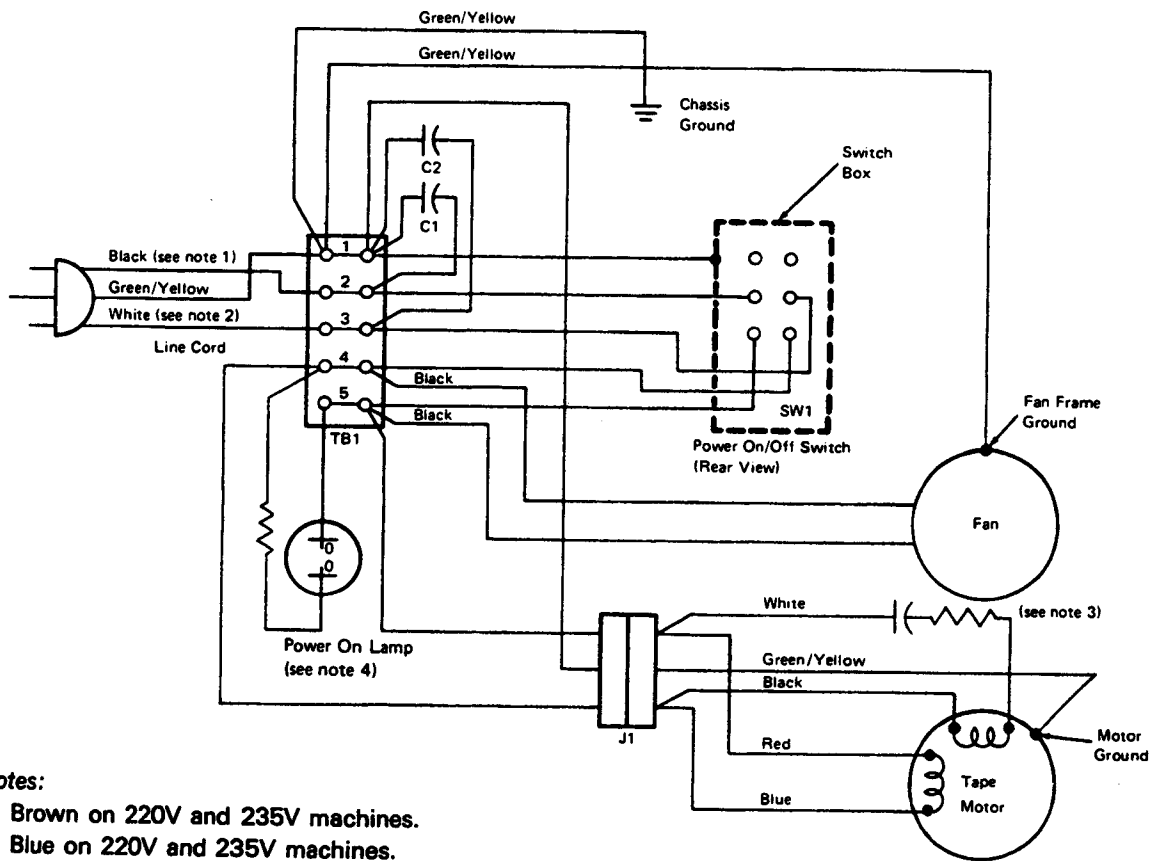 Green/Yellow
Green/Yellow
Chassis
Ground
C2
C1
Switch
Box
Black (see note 1)
Green/Yellow
White (see note 2)
Line Cord
1
2
3
4
5
TB1
Black
Black
SW1
Power On/Off Switch
(Rear View)
Fan Frame
Ground
Fan
0
0
Power On Lamp
(see note 4)
White
(see note 3)
Green/Yellow
Black
J1
Red
Blue
Tape
Motor
Motor
Ground
otes:
Brown on 220V and 235V machines.
Blue on 220V and 235V machines.